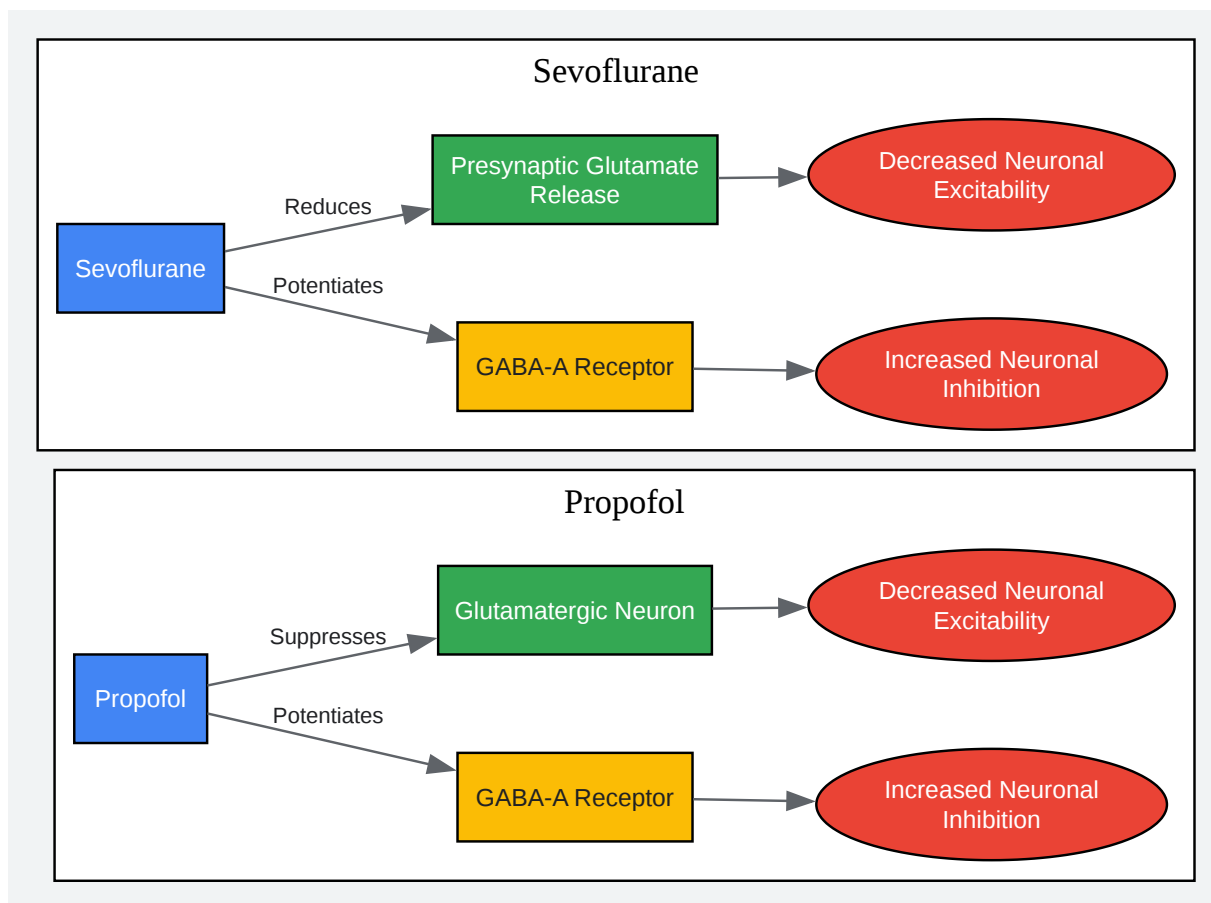 Sevoflurane
Presynaptic Glutamate
Release
Decreased Neuronal
Excitability
Reduces
Sevoflurane
Potentiates
GABA-A Receptor
Increased Neuronal
Inhibition
Propofol
Glutamatergic Neuron
Decreased Neuronal
Excitability
Suppresses
Propofol
Potentiates
GABA-A Receptor
Increased Neuronal
Inhibition